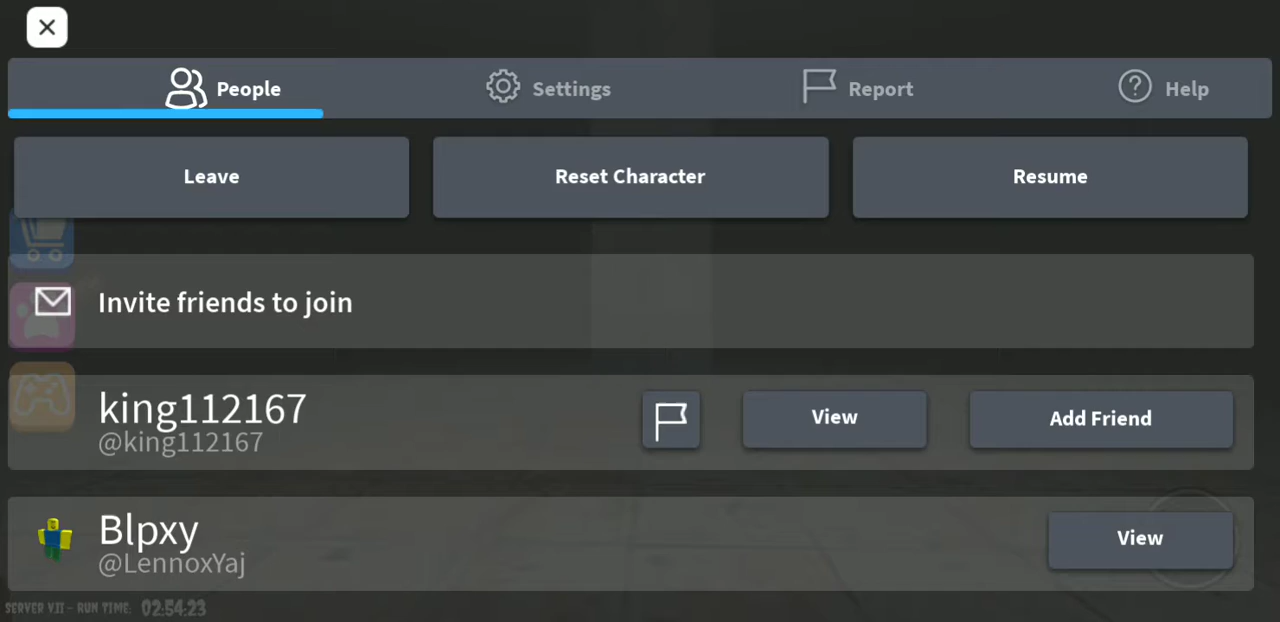 People Settings Report Help
Leave Reset Character Resume
Invite friends to join
king112167
@king112167
View Add Friend
Blpxy
@LennoxYaj
View
SERVER V.II - RUN TIME: 02:54:23